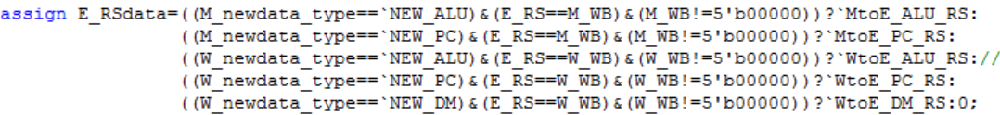 assign E_RSdata=((M_newdata_type==`NEW_ALU)&(E_RS==M_WB)&(M_WB!=5'b00000))?`MtoE_ALU_RS:
((M_newdata_type==`NEW_PC)&(E_RS==M_WB)&(M_WB!=5'b00000))?`MtoE_PC_RS:
((W_newdata_type==`NEW_ALU)&(E_RS==W_WB)&(W_WB!=5'b00000))?`WtoE_ALU_RS://
((W_newdata_type==`NEW_PC)&(E_RS==W_WB)&(W_WB!=5'b00000))?`WtoE_PC_RS:
((W_newdata_type==`NEW_DM)&(E_RS==W_WB)&(W_WB!=5'b00000))?`WtoE_DM_RS:0;